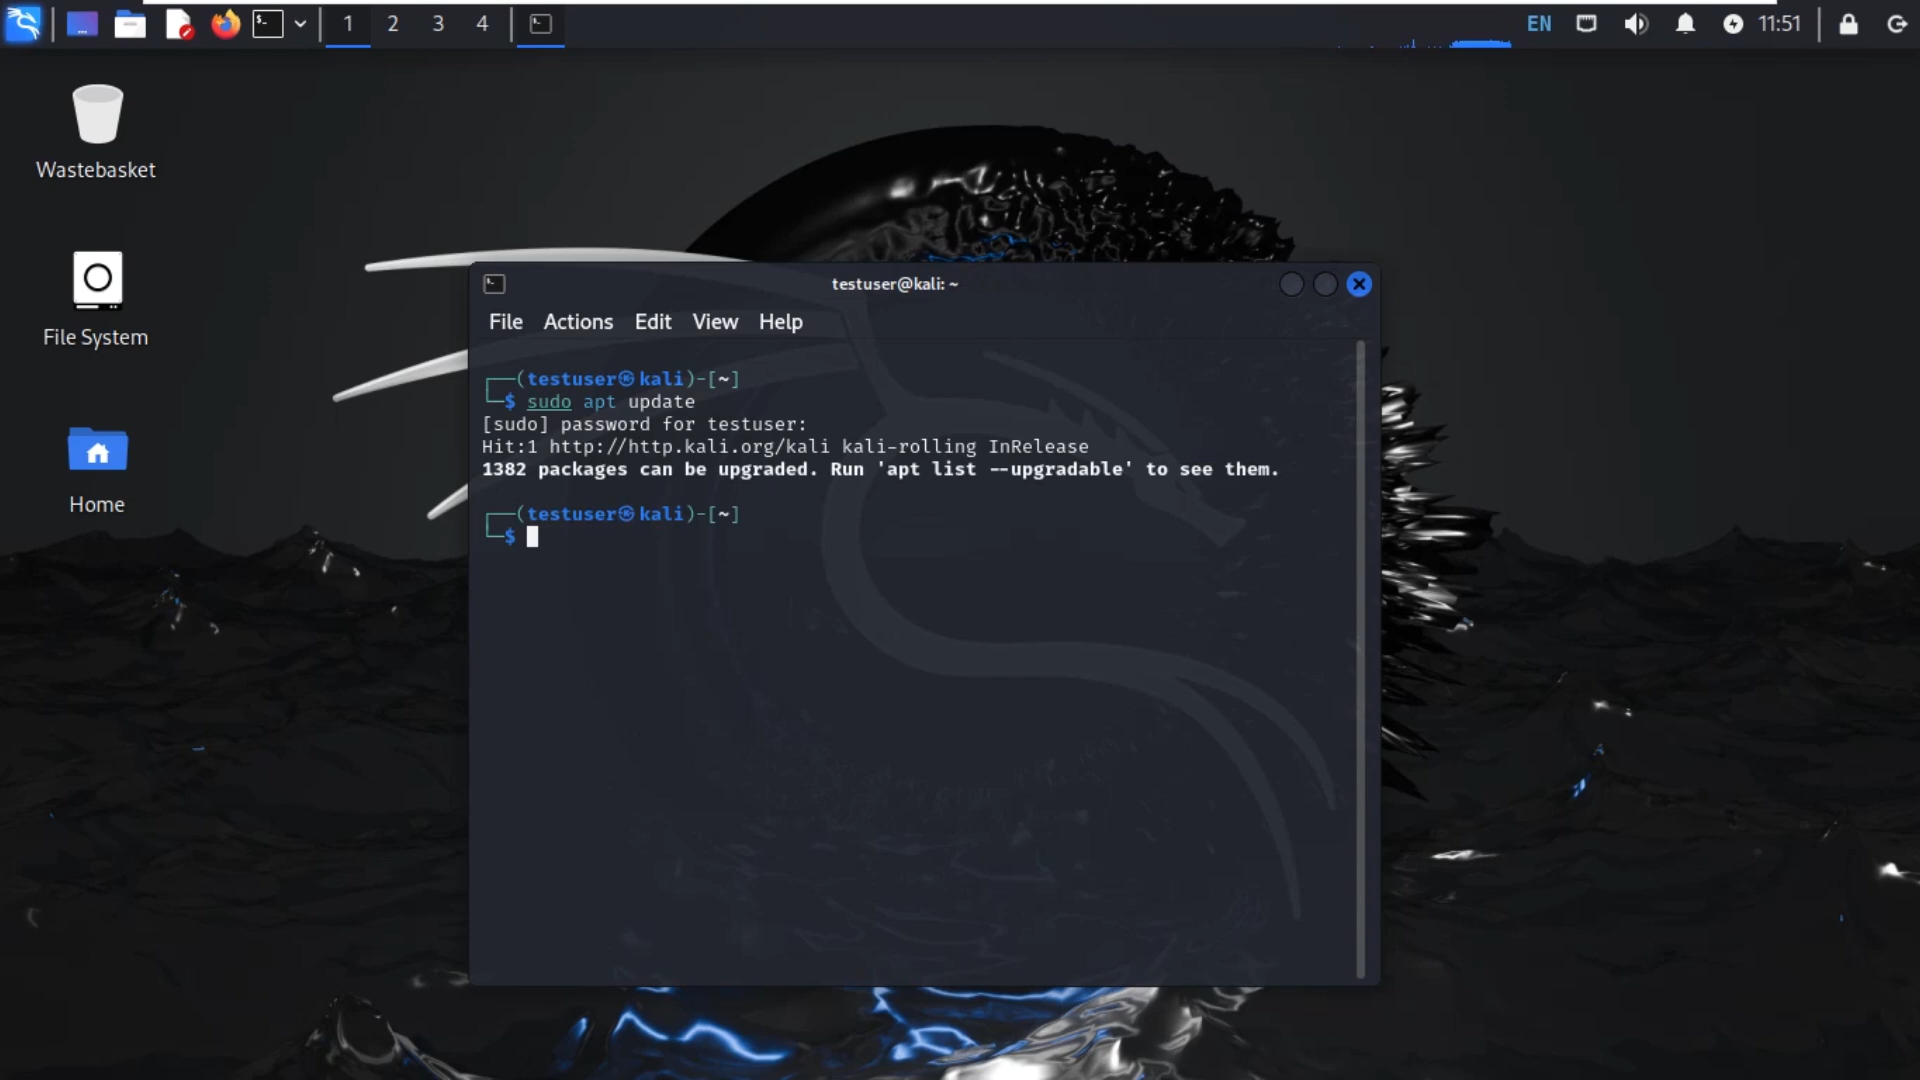 1 2 3 4
EN 11:51
Wastebasket
File System
Home
testuser@kali: ~
File Actions Edit View Help
┌──(testuser㉿kali)-[~]
└─$ sudo apt update
[sudo] password for testuser:
Hit:1 http://http.kali.org/kali kali-rolling InRelease
1382 packages can be upgraded. Run 'apt list --upgradable' to see them.
┌──(testuser㉿kali)-[~]
└─$